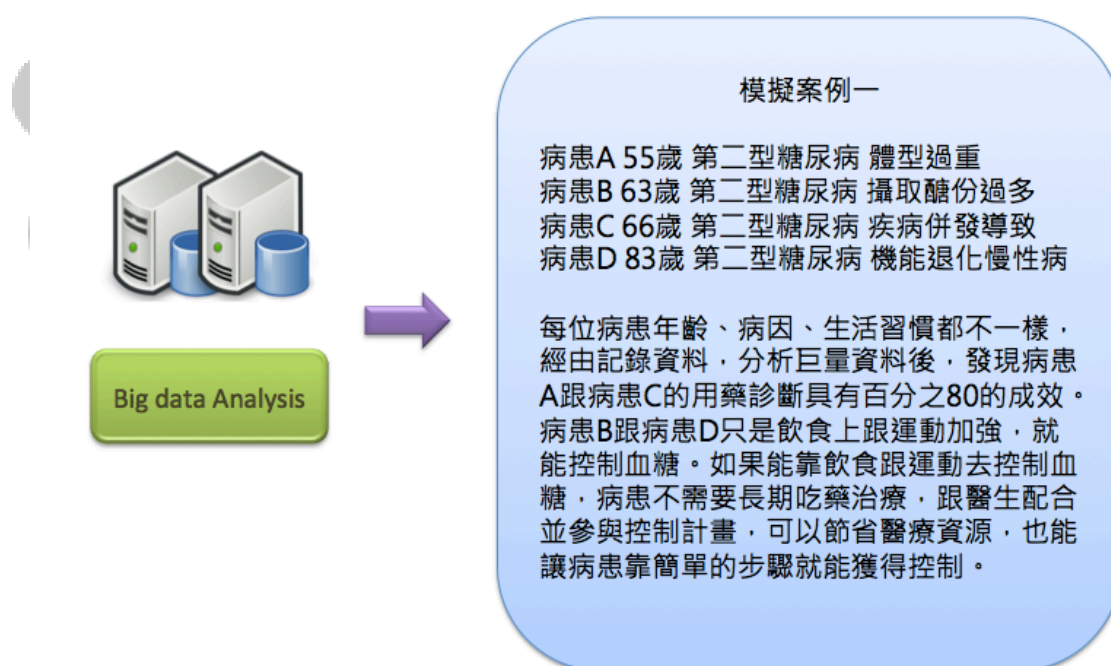 模擬案例一
病患A 55歲 第二型糖尿病 體型過重
病患B 63歲 第二型糖尿病 攝取醣份過多
病患C 66歲 第二型糖尿病 疾病併發導致
病患D 83歲 第二型糖尿病 機能退化慢性病
每位病患年齡、病因、生活習慣都不一樣，
經由記錄資料，分析巨量資料後，發現病患
A跟病患C的用藥診斷具有百分之80的成效。
病患B跟病患D只是飲食上跟運動加強，就
能控制血糖。如果能靠飲食跟運動去控制血
糖，病患不需要長期吃藥治療，跟醫生配合
並參與控制計畫，可以節省醫療資源，也能
讓病患靠簡單的步驟就能獲得控制。
Big data Analysis